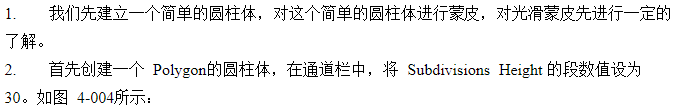 1. 我们先建立一个简单的圆柱体，对这个简单的圆柱体进行蒙皮，对光滑蒙皮先进行一定的
了解。
2. 首先创建一个 Polygon的圆柱体，在通道栏中，将 Subdivisions Height 的段数值设为
30。如图 4-004所示：